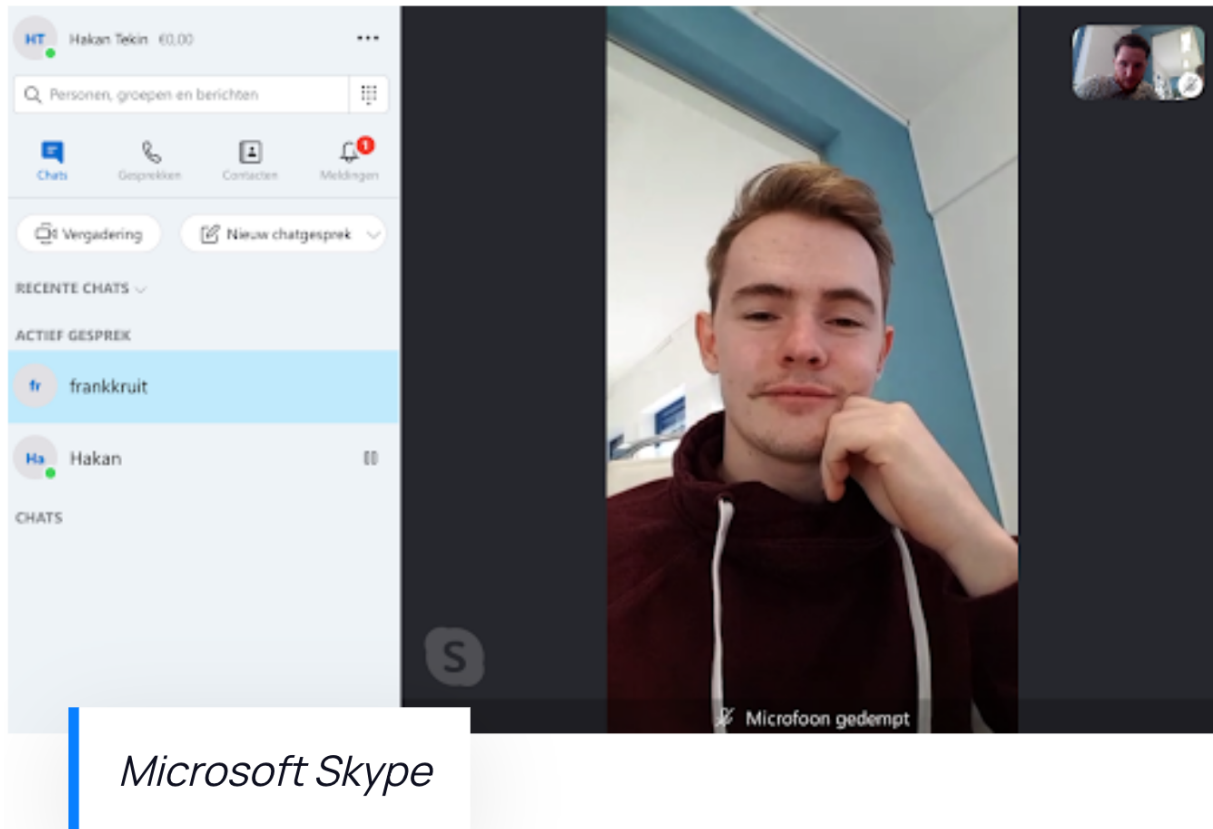 HT Hakan Tekin €0,00
Personen, groepen en berichten
1
Chats Gesprekken Contacten Meldingen
Vergadering Nieuw chatgesprek
RECENTE CHATS
ACTIEF GESPREK
fr frankkruit
Ha Hakan
CHATS
S
Microfoon gedempt
Microsoft Skype